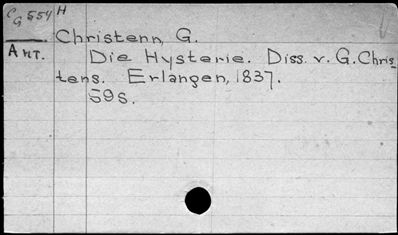 CG 554 H
Christenn, G.
Ант.
Die Hysterie. Diss. v. G. Chris=
tens. Erlangen, 1837.
59 s.